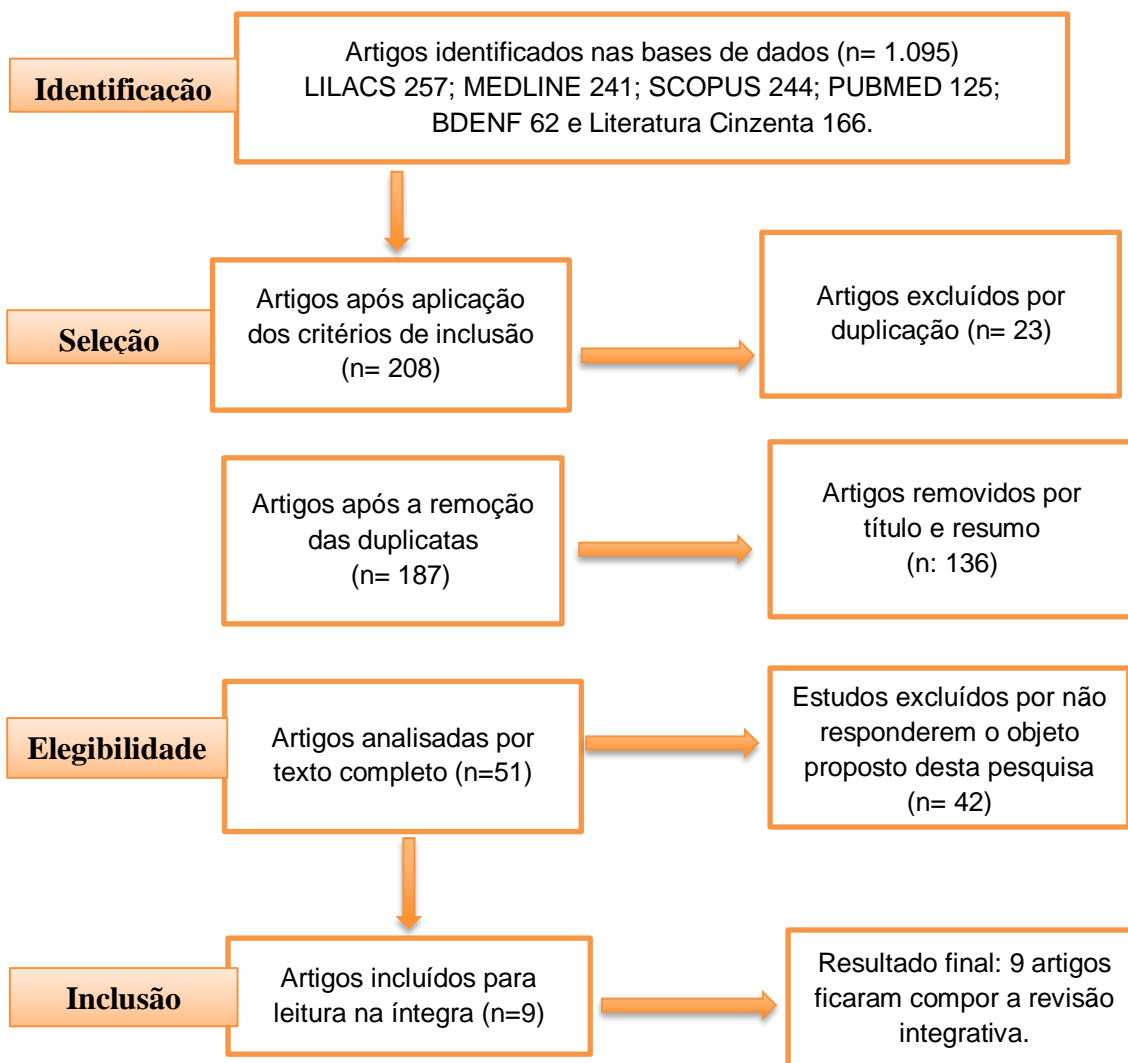 Identificação
Artigos identificados nas bases de dados (n= 1.095)
LILACS 257; MEDLINE 241; SCOPUS 244; PUBMED 125;
BDENF 62 e Literatura Cinzenta 166.
Seleção
Artigos após aplicação
dos critérios de inclusão
(n= 208)
Artigos excluídos por
duplicação (n= 23)
Artigos após a remoção
das duplicatas
(n= 187)
Artigos removidos por
título e resumo
(n: 136)
Elegibilidade
Artigos analisadas por
texto completo (n=51)
Estudos excluídos por não
responderem o objeto
proposto desta pesquisa
(n= 42)
Inclusão
Artigos incluídos para
leitura na íntegra (n=9)
Resultado final: 9 artigos
ficaram compor a revisão
integrativa.